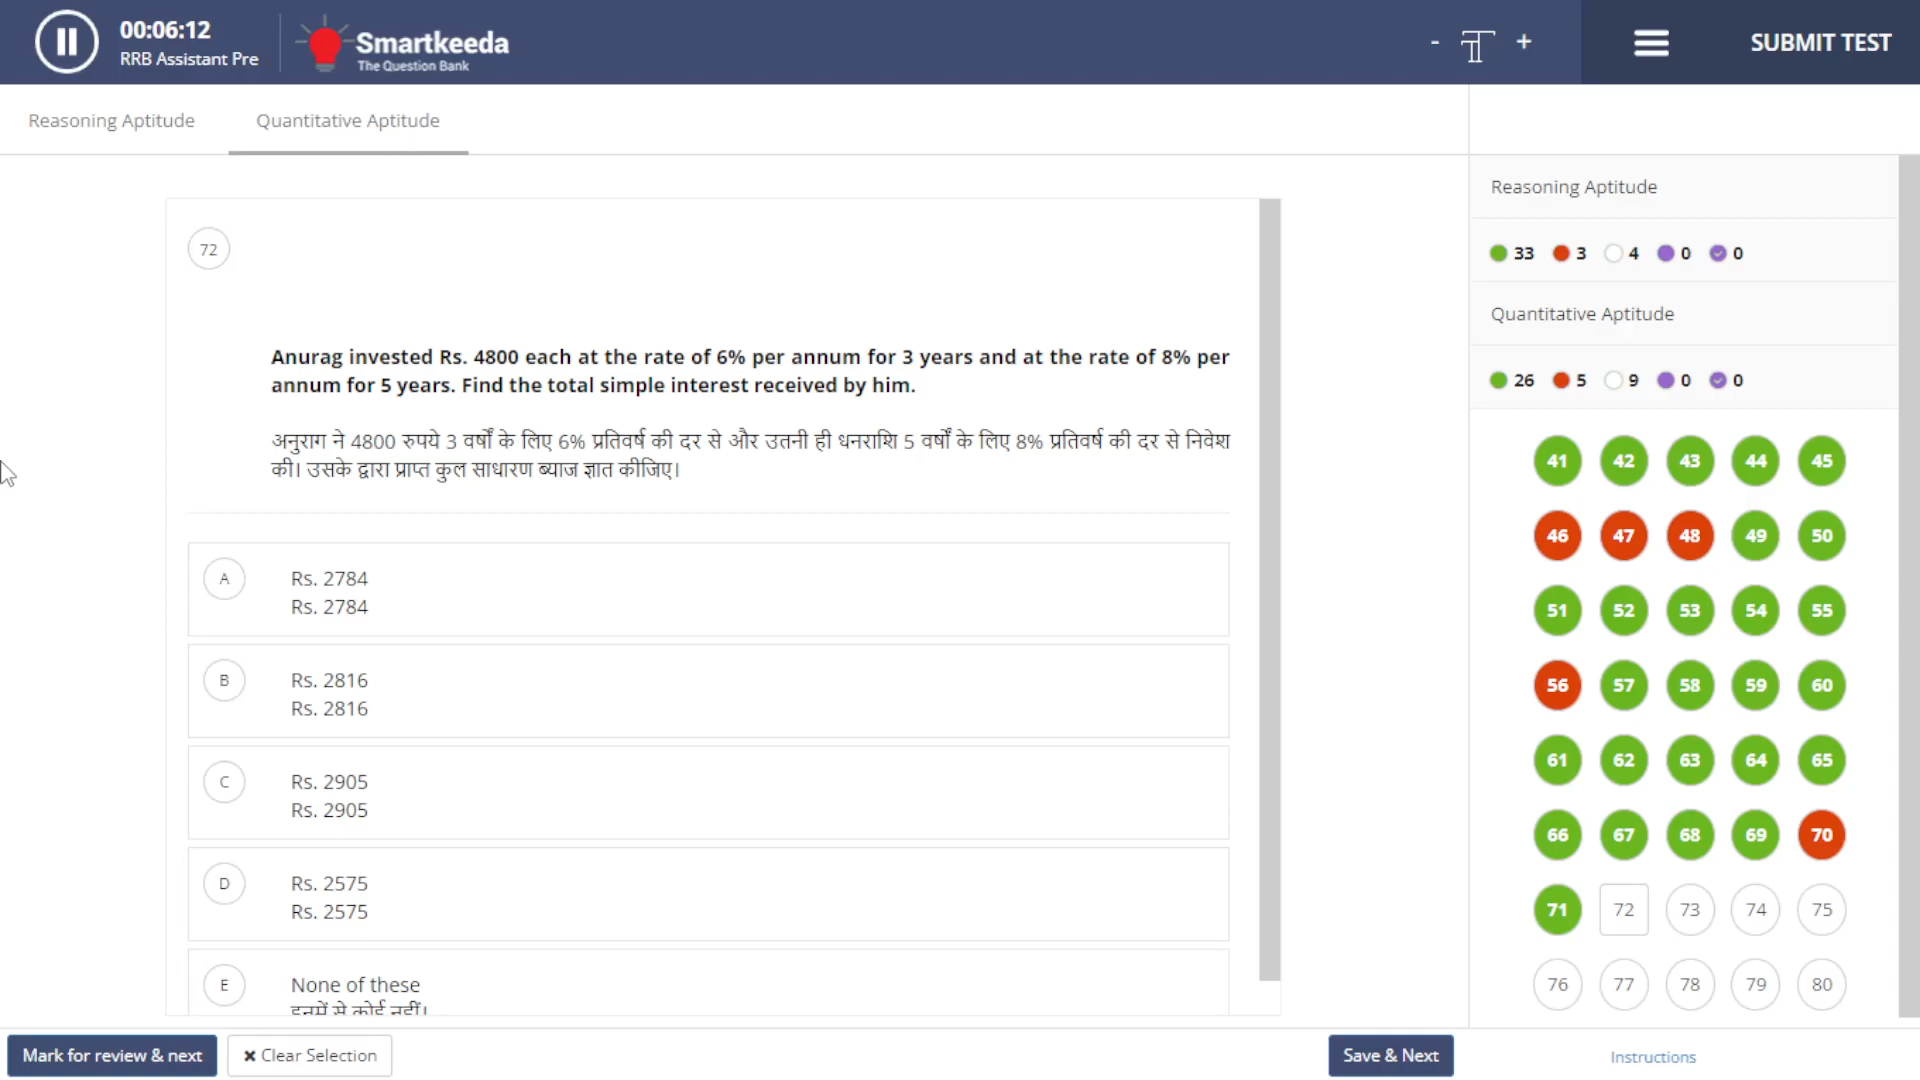 00:06:12
RRB Assistant Pre
Smartkeeda
The Question Bank
- T +
SUBMIT TEST
Reasoning Aptitude
Quantitative Aptitude
72
Anurag invested Rs. 4800 each at the rate of 6% per annum for 3 years and at the rate of 8% per
annum for 5 years. Find the total simple interest received by him.
अनुराग ने 4800 रुपये 3 वर्षों के लिए 6% प्रतिवर्ष की दर से और उतनी ही धनराशि 5 वर्षों के लिए 8% प्रतिवर्ष की दर से निवेश
की। उसके द्वारा प्राप्त कुल साधारण ब्याज ज्ञात कीजिए।
A
Rs. 2784
Rs. 2784
B
Rs. 2816
Rs. 2816
C
Rs. 2905
Rs. 2905
D
Rs. 2575
Rs. 2575
E
None of these
इनमें से कोई नहीं।
Mark for review & next
Clear Selection
Save & Next
Reasoning Aptitude
33 3 4 0 0
Quantitative Aptitude
26 5 9 0 0
41 42 43 44 45
46 47 48 49 50
51 52 53 54 55
56 57 58 59 60
61 62 63 64 65
66 67 68 69 70
71 72 73 74 75
76 77 78 79 80
Instructions